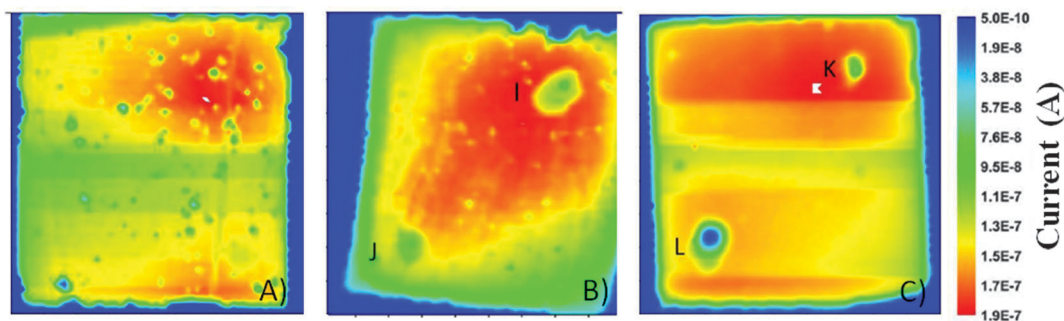 A)
I
J
B)
K
L
C)
5.0E-10
1.9E-8
3.8E-8
5.7E-8
7.6E-8
9.5E-8
1.1E-7
1.3E-7
1.5E-7
1.7E-7
1.9E-7
Current (A)